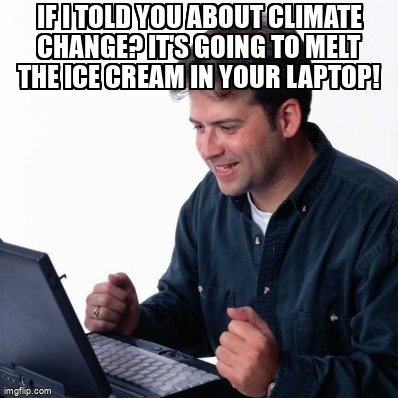 IF I TOLD YOU ABOUT CLIMATE
CHANGE? IT'S GOING TO MELT
THE ICE CREAM IN YOUR LAPTOP!
imgflip.com